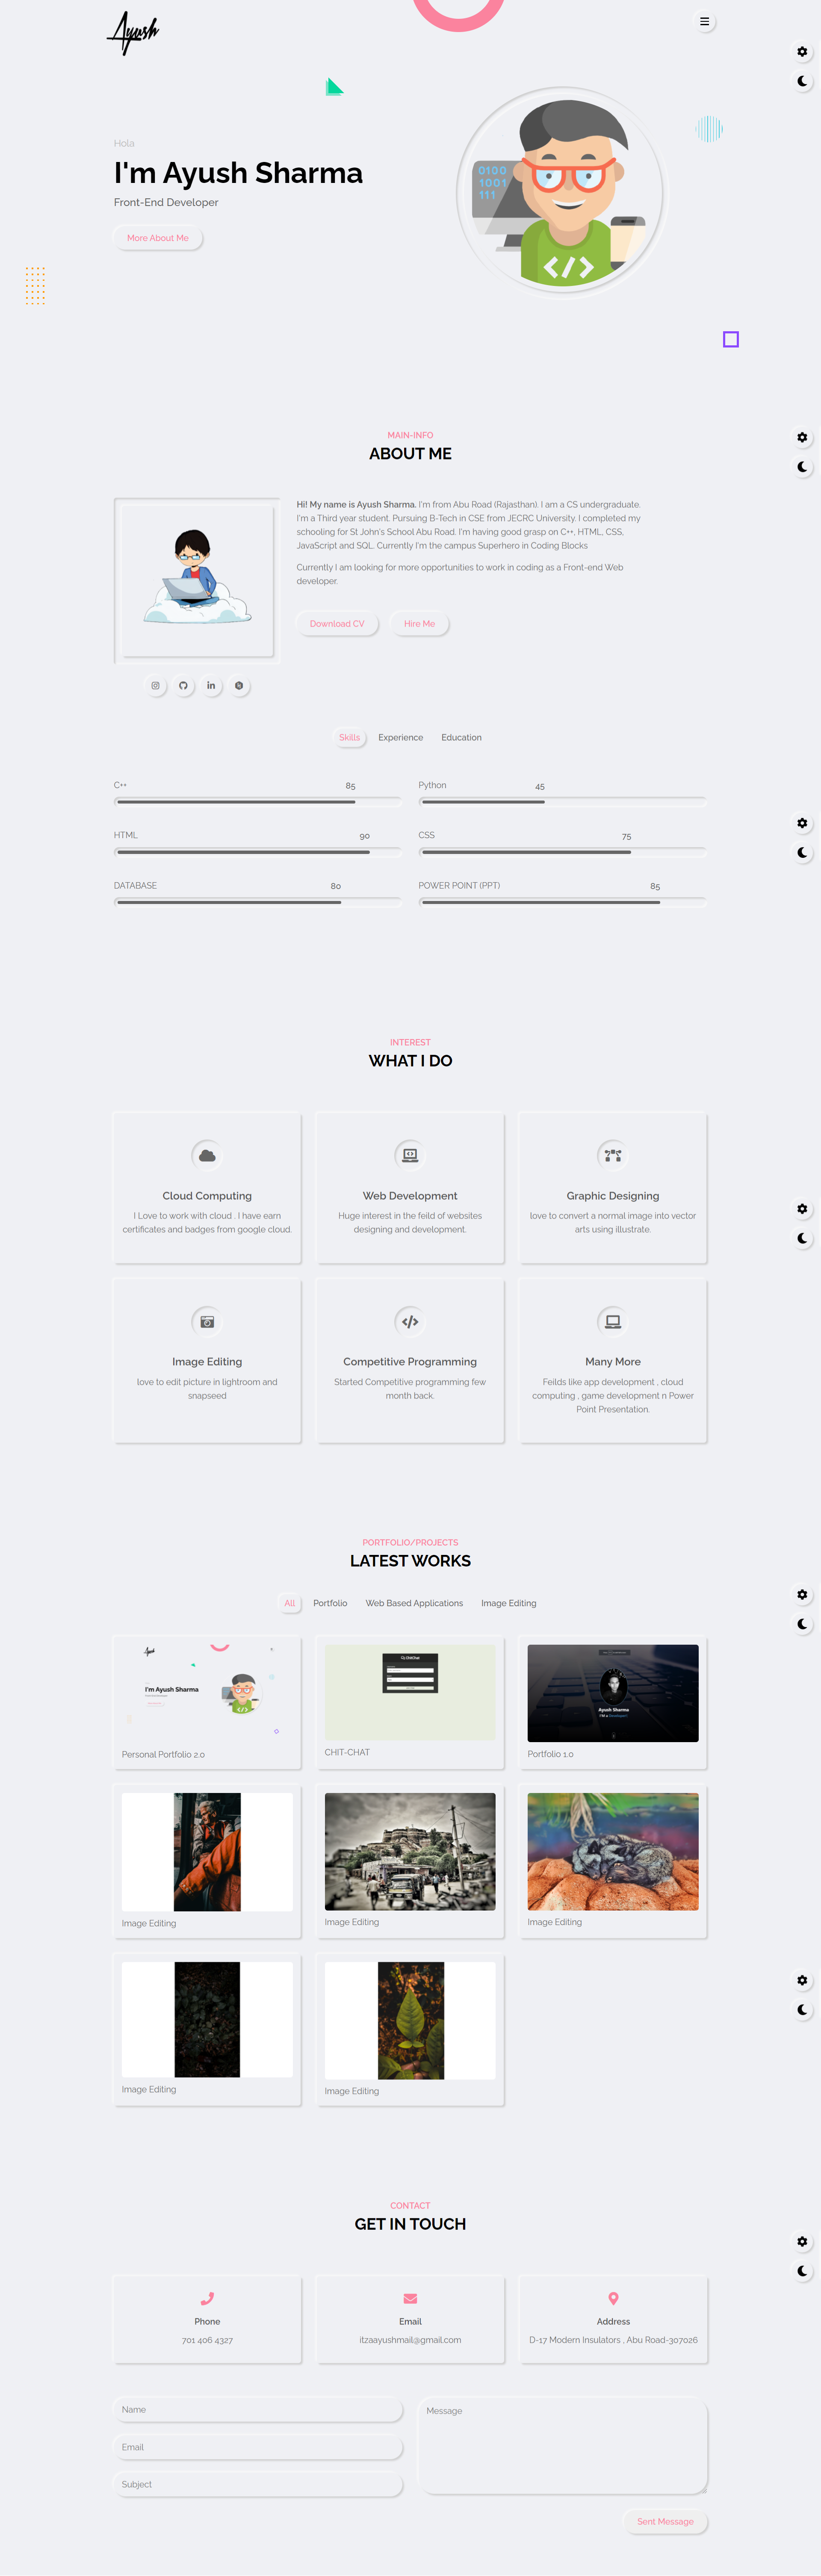 Ayush
Hola
I'm Ayush Sharma
Front-End Developer
More About Me
0100
1001
111
</>
MAIN-INFO
ABOUT ME
Hi! My name is Ayush Sharma. I'm from Abu Road (Rajasthan). I am a CS undergraduate.
I'm a Third year student. Pursuing B-Tech in CSE from JECRC University. I completed my
schooling for St John's School Abu Road. I'm having good grasp on C++, HTML, CSS,
JavaScript and SQL. Currently I'm the campus Superhero in Coding Blocks
Currently I am looking for more opportunities to work in coding as a Front-end Web
developer.
Download CV
Hire Me
Skills
Experience
Education
C++ 85
Python 45
HTML 90
CSS 75
DATABASE 80
POWER POINT (PPT) 85
INTEREST
WHAT I DO
Cloud Computing
I Love to work with cloud . I have earn
certificates and badges from google cloud.
Web Development
Huge interest in the feild of websites
designing and development.
Graphic Designing
love to convert a normal image into vector
arts using illustrate.
Image Editing
love to edit picture in lightroom and
snapseed
Competitive Programming
Started Competitive programming few
month back.
Many More
Feilds like app development , cloud
computing , game development n Power
Point Presentation.
PORTFOLIO/PROJECTS
LATEST WORKS
All
Portfolio
Web Based Applications
Image Editing
I'm Ayush Sharma
Personal Portfolio 2.0
ChitChat
CHIT-CHAT
Ayush Sharma
Portfolio 1.0
Image Editing
Image Editing
Image Editing
Image Editing
Image Editing
CONTACT
GET IN TOUCH
Phone
701 406 4327
Email
itzaayushmail@gmail.com
Address
D-17 Modern Insulators , Abu Road-307026
Name
Email
Subject
Message
Sent Message